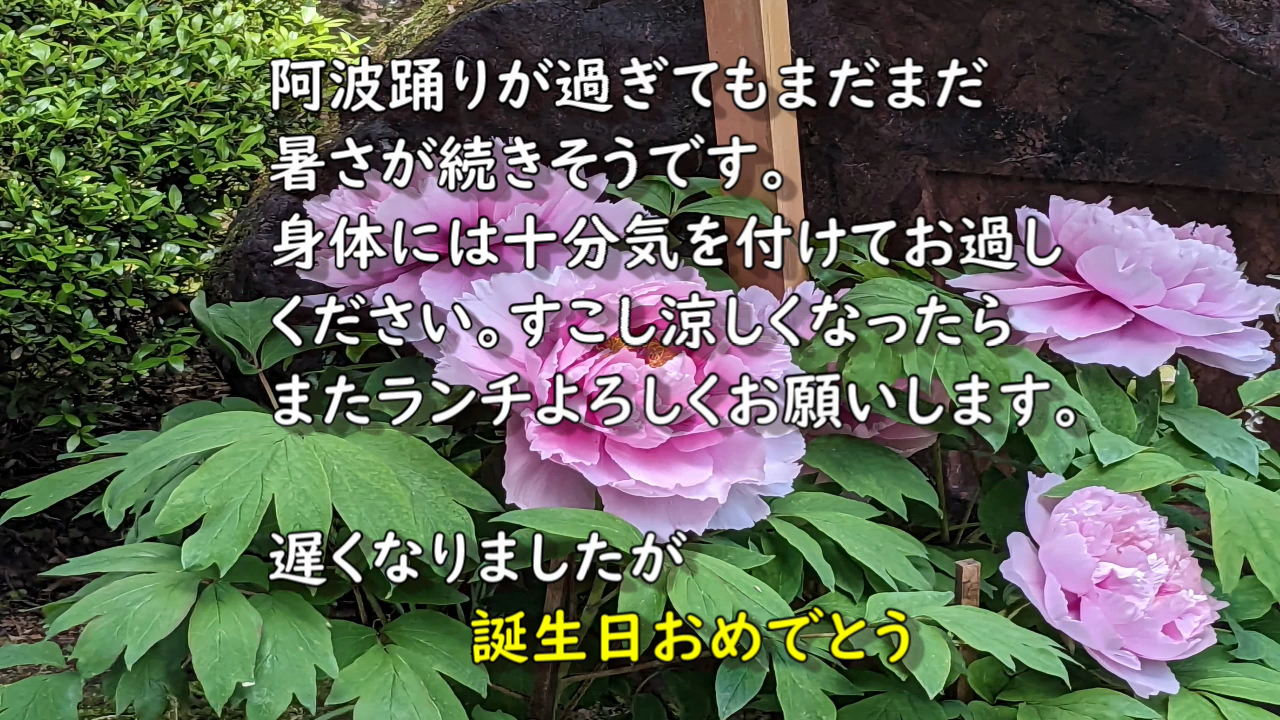 阿波踊りが過ぎてもまだまだ
暑さが続きそうです。
身体には十分気を付けてお過し
ください。すこし涼しくなったら
またランチよろしくお願いします。
遅くなりましたが
誕生日おめでとう